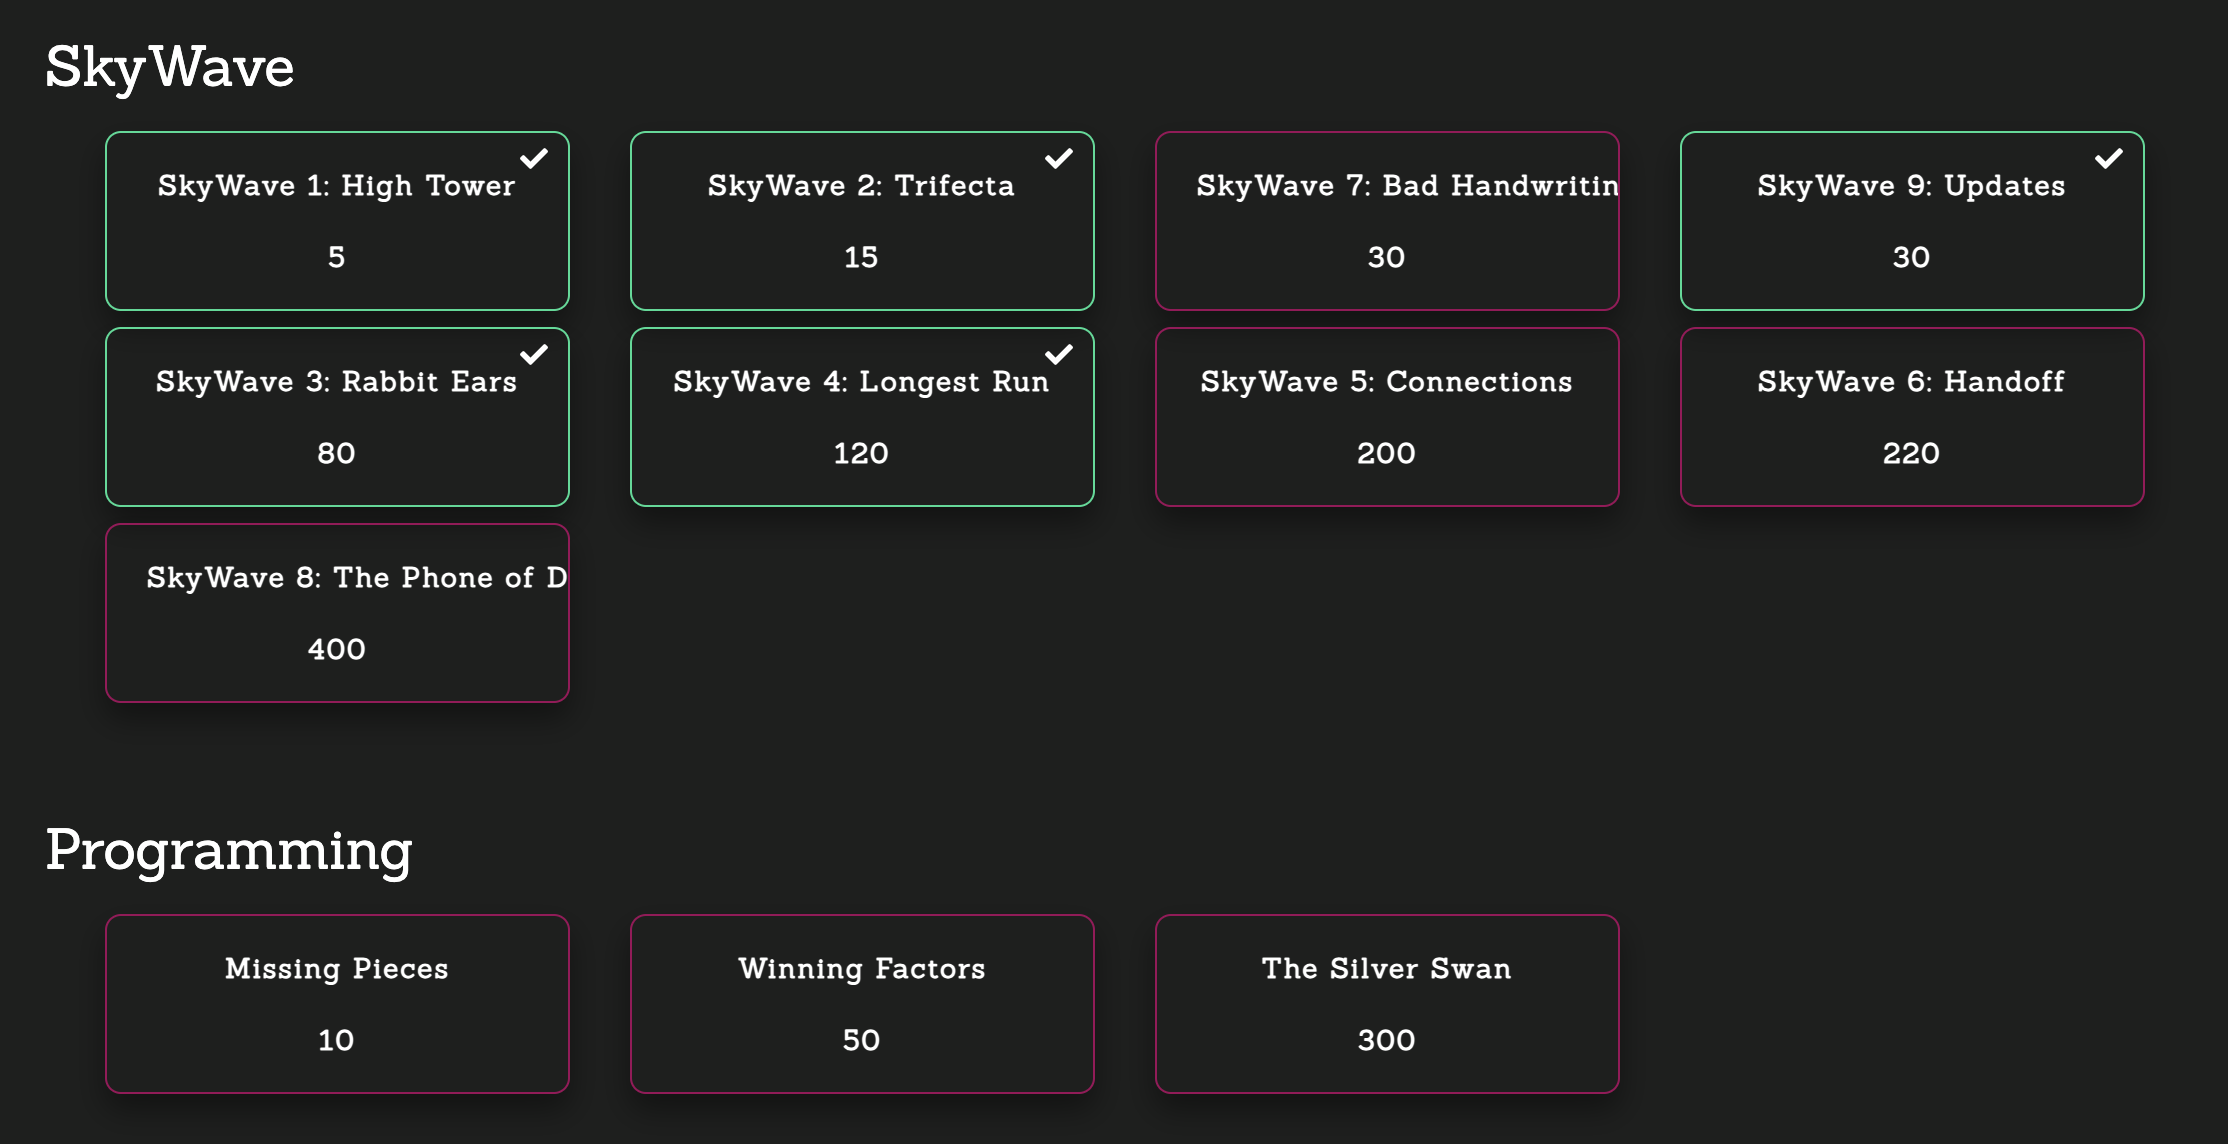 SkyWave
SkyWave 1: High Tower
5
SkyWave 2: Trifecta
15
SkyWave 7: Bad Handwritin
30
SkyWave 9: Updates
30
SkyWave 3: Rabbit Ears
80
SkyWave 4: Longest Run
120
SkyWave 5: Connections
200
SkyWave 6: Handoff
220
SkyWave 8: The Phone of D
400
Programming
Missing Pieces
10
Winning Factors
50
The Silver Swan
300